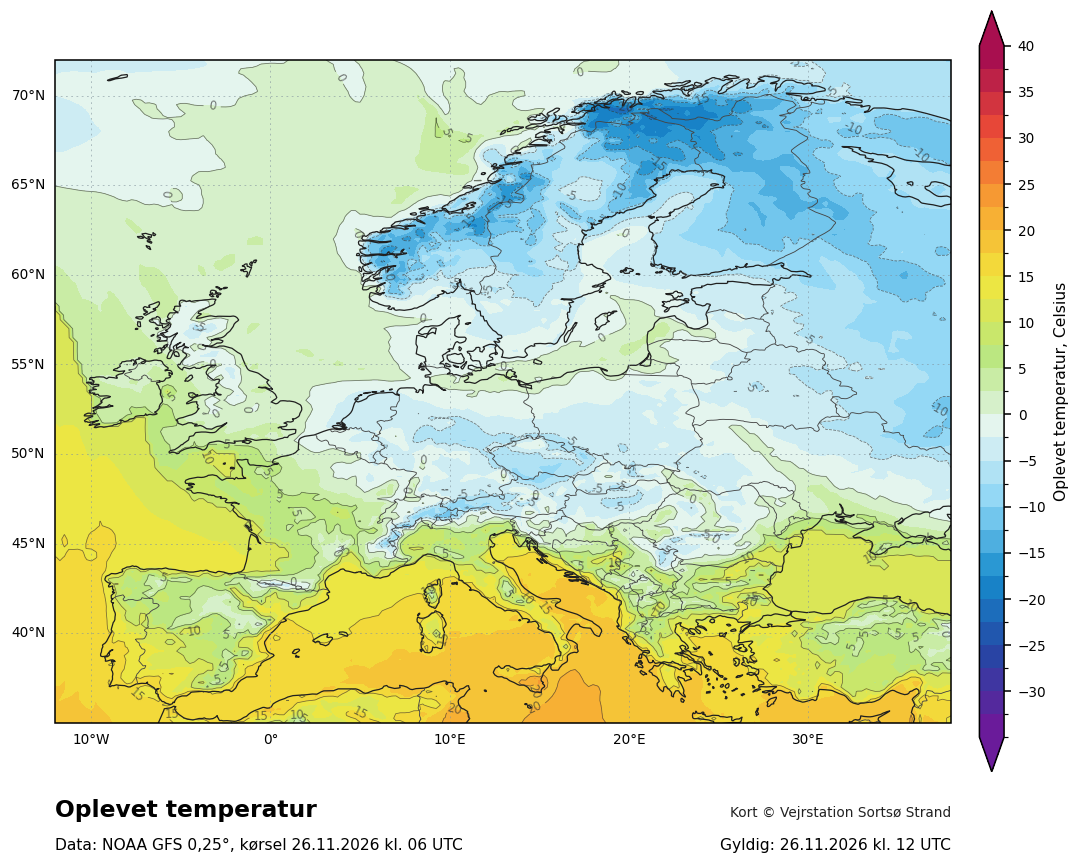 70°N
65°N
60°N
55°N
50°N
45°N
40°N
10°W
0°
10°E
20°E
30°E
40
35
30
25
20
15
10
5
0
−5
−10
−15
−20
−25
−30
Oplevet temperatur, Celsius
Oplevet temperatur
Kort © Vejrstation Sortsø Strand
Data: NOAA GFS 0,25°, kørsel 26.11.2026 kl. 06 UTC
Gyldig: 26.11.2026 kl. 12 UTC